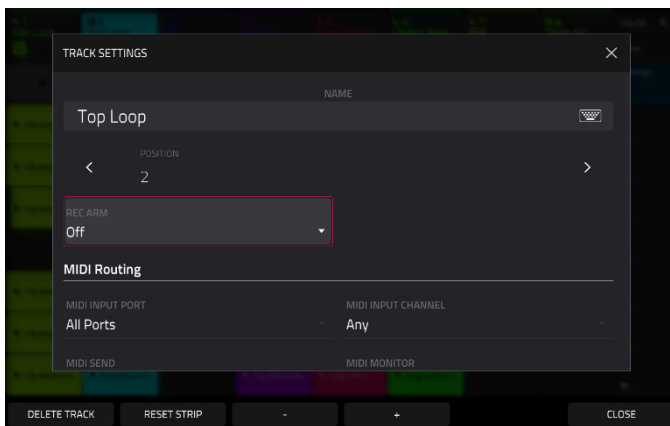 TRACK SETTINGS
NAME
Top Loop
POSITION
2
REC ARM
Off
MIDI Routing
MIDI INPUT PORT
MIDI INPUT CHANNEL
All Ports
Any
MIDI SEND
MIDI MONITOR
DELETE TRACK
RESET STRIP
-
+
CLOSE